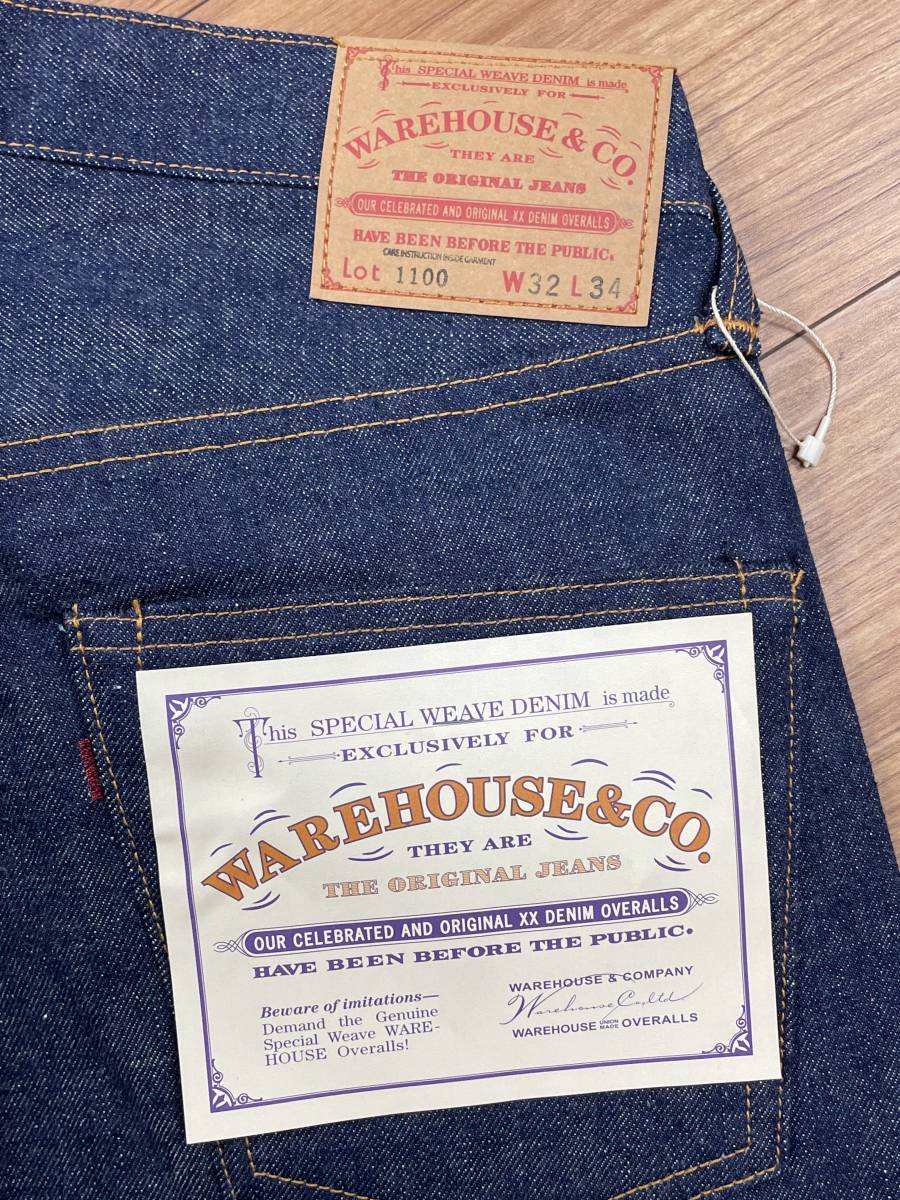 This SPECIAL WEAVE DENIM is made
EXCLUSIVELY FOR
WAREHOUSE & CO.
THEY ARE
THE ORIGINAL JEANS
OUR CELEBRATED AND ORIGINAL XX DENIM OVERALLS
HAVE BEEN BEFORE THE PUBLIC.
CARE INSTRUCTION INSIDE GARMENT
Lot 1100 W32 L34
This SPECIAL WEAVE DENIM is made
EXCLUSIVELY FOR
WAREHOUSE&CO.
THEY ARE
THE ORIGINAL JEANS
OUR CELEBRATED AND ORIGINAL XX DENIM OVERALLS
HAVE BEEN BEFORE THE PUBLIC.
Beware of imitations—
Demand the Genuine
Special Weave WARE-
HOUSE Overalls!
WAREHOUSE & COMPANY
Warehouse Co,ltd
WAREHOUSE UNION MADE OVERALLS